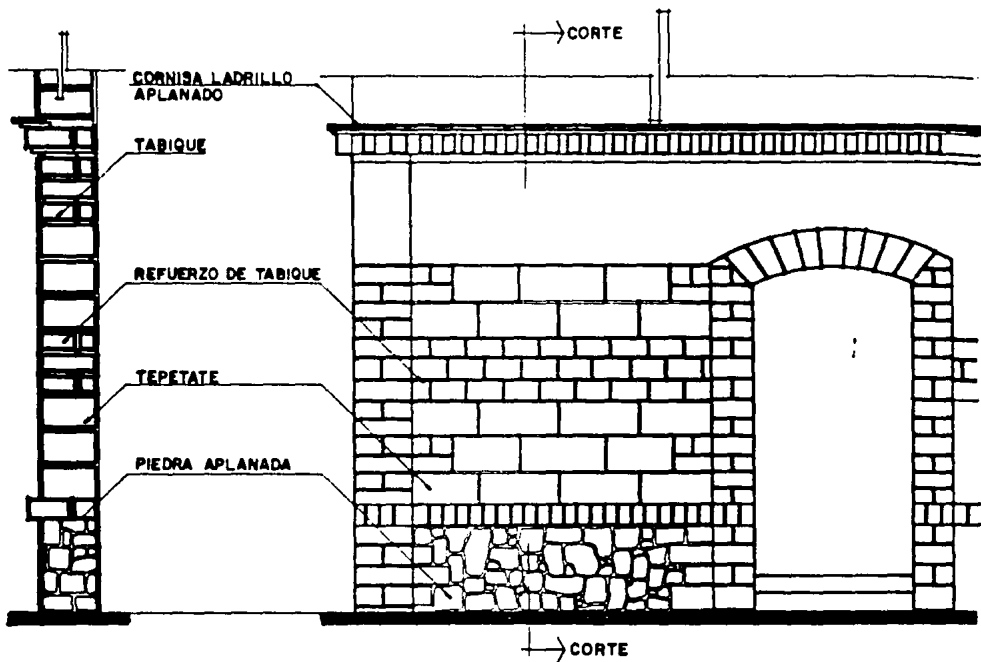 CORTE
CORNISA LADRILLO
APLANADO
TABIQUE
REFUERZO DE TABIQUE
TEPETATE
PIEDRA APLANADA
CORTE